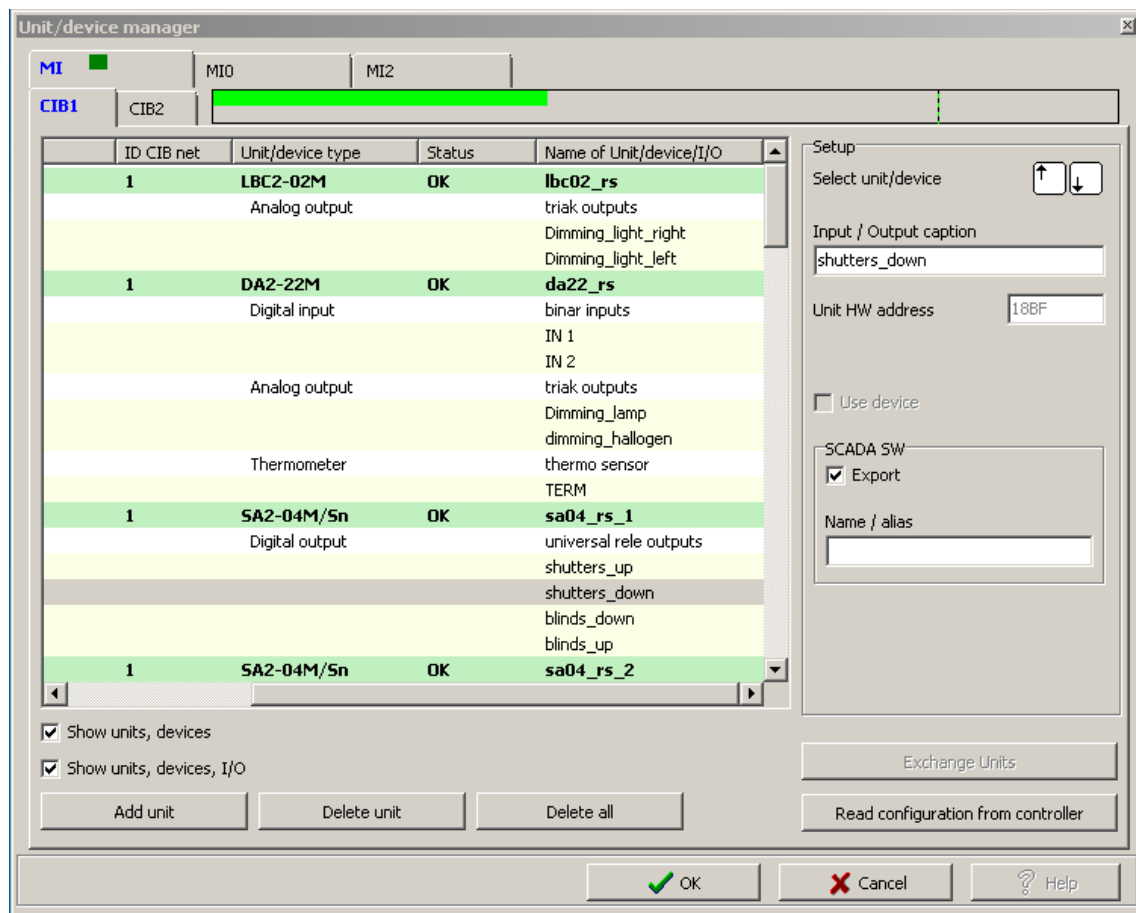 Unit/device manager
MI MI0 MI2
CIB1 CIB2
ID CIB net Unit/device type Status Name of Unit/device/I/O
1 LBC2-02M OK lbc02_rs
Analog output triak outputs
Dimming_light_right
Dimming_light_left
1 DA2-22M OK da22_rs
Digital input binar inputs
IN 1
IN 2
Analog output triak outputs
Dimming_lamp
dimming_hallogen
Thermometer thermo sensor
TERM
1 SA2-04M/Sn OK sa04_rs_1
Digital output universal rele outputs
shutters_up
shutters_down
blinds_down
blinds_up
1 SA2-04M/Sn OK sa04_rs_2
Setup
Select unit/device
Input / Output caption
shutters_down
Unit HW address 18BF
Use device
SCADA SW
Export
Name / alias
Show units, devices
Show units, devices, I/O
Add unit Delete unit Delete all
Exchange Units
Read configuration from controller
OK Cancel Help